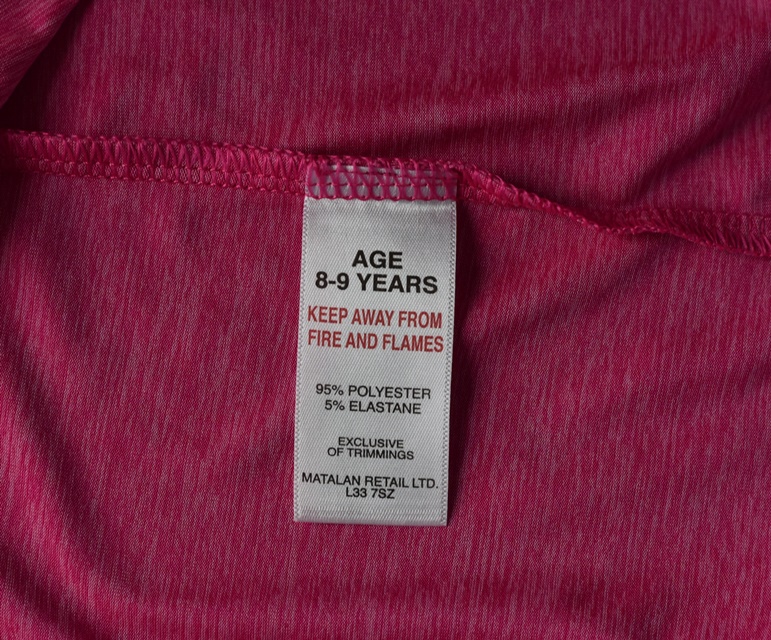 AGE
8-9 YEARS
KEEP AWAY FROM
FIRE AND FLAMES
95% POLYESTER
5% ELASTANE
EXCLUSIVE
OF TRIMMINGS
MATALAN RETAIL LTD.
L33 7SZ